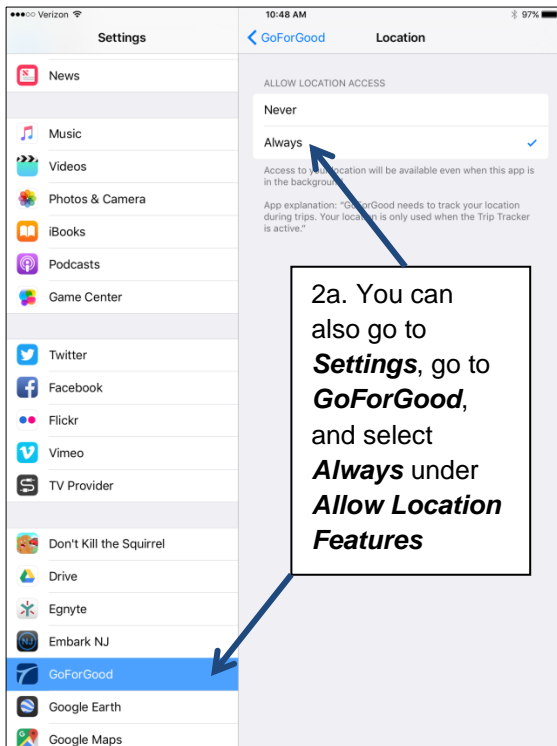 Verizon
10:48 AM
97%
Settings
GoForGood
Location
News
Music
Videos
Photos & Camera
iBooks
Podcasts
Game Center
Twitter
Facebook
Flickr
Vimeo
TV Provider
Don't Kill the Squirrel
Drive
Egnyte
Embark NJ
GoForGood
Google Earth
Google Maps
ALLOW LOCATION ACCESS
Never
Always
Access to your location will be available even when this app is
in the background.
App explanation: "GoForGood needs to track your location
during trips. Your location is only used when the Trip Tracker
is active."
2a. You can
also go to
Settings, go to
GoForGood,
and select
Always under
Allow Location
Features